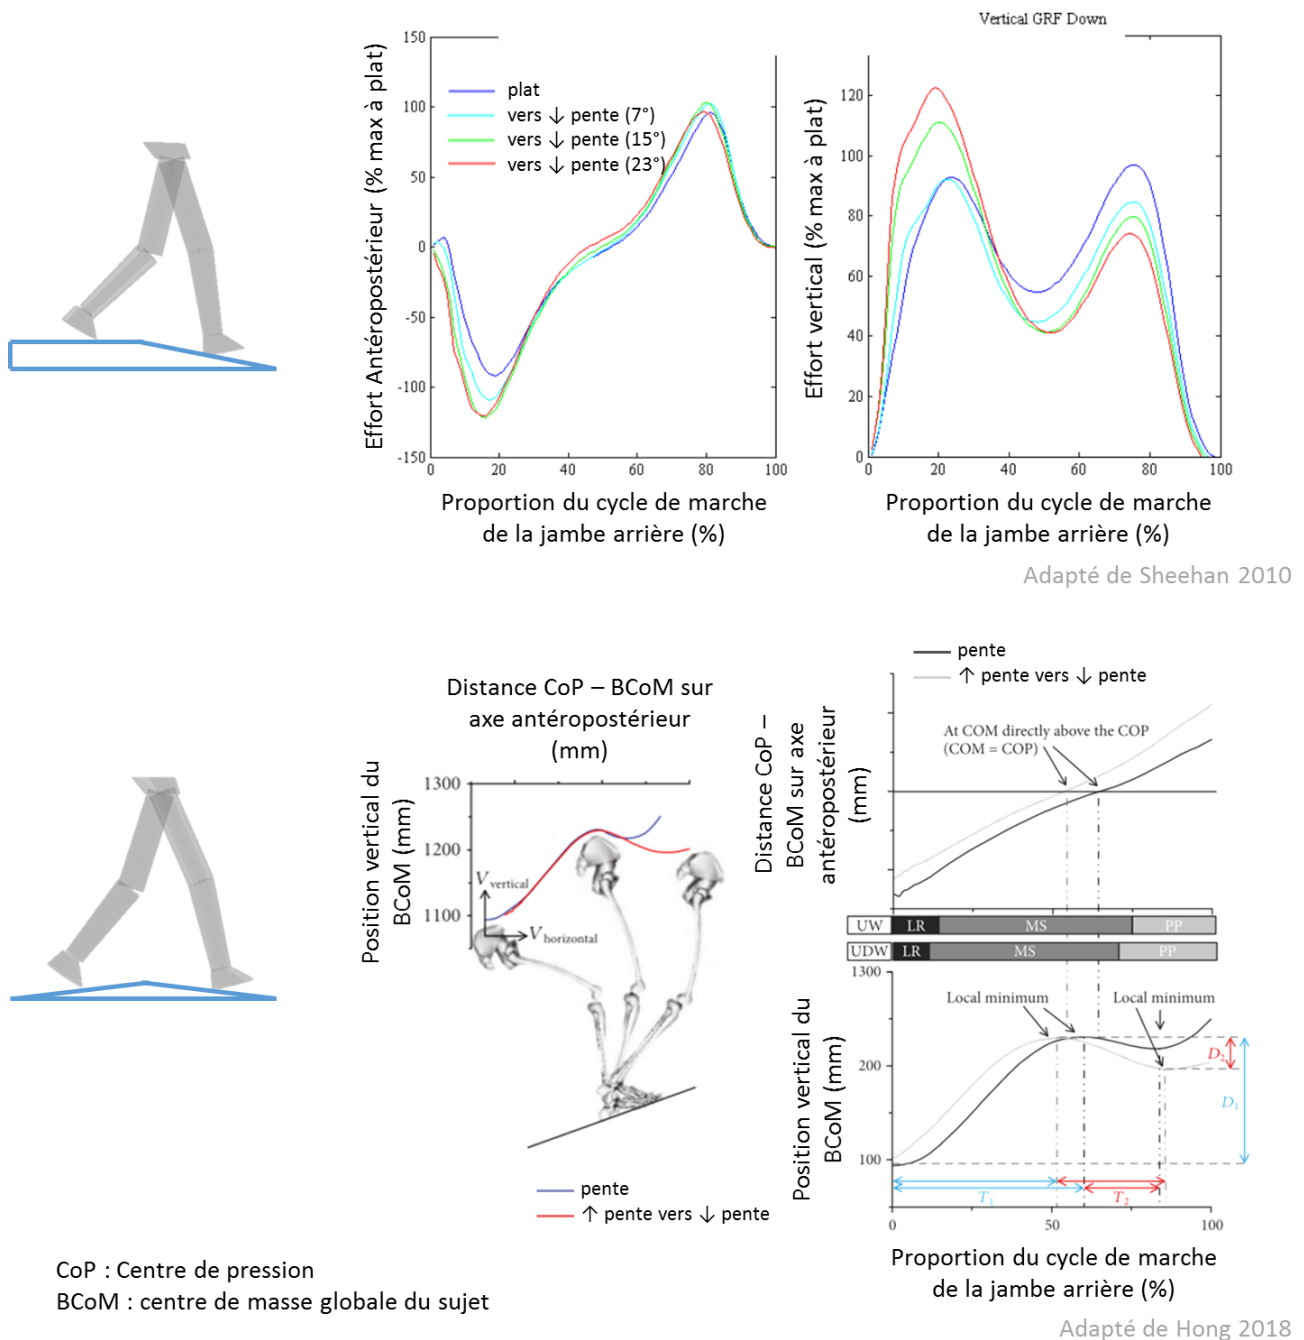 Vertical GRF Down
Effort Antéropostérieur (% max à plat)
150
100
50
0
-50
-100
-150
plat
vers ↓ pente (7°)
vers ↓ pente (15°)
vers ↓ pente (23°)
0 20 40 60 80 100
Proportion du cycle de marche
de la jambe arrière (%)
Effort vertical (% max à plat)
120
100
80
60
40
20
0
0 20 40 60 80 100
Proportion du cycle de marche
de la jambe arrière (%)
Adapté de Sheehan 2010
Distance CoP – BCoM sur
axe antéropostérieur
(mm)
Position vertical du
BCoM (mm)
1300
1200
1100
Vvertical
Vhorizontal
pente
↑ pente vers ↓ pente
pente
↑ pente vers ↓ pente
Distance CoP –
BCoM sur axe
antéropostérieur
(mm)
At COM directly above the COP
(COM = COP)
UW LR MS PP
UDW LR MS PP
Position vertical du
BCoM (mm)
1300
200
100
Local minimum
Local minimum
D2
D1
T1
T2
0 50 100
Proportion du cycle de marche
de la jambe arrière (%)
CoP : Centre de pression
BCoM : centre de masse globale du sujet
Adapté de Hong 2018